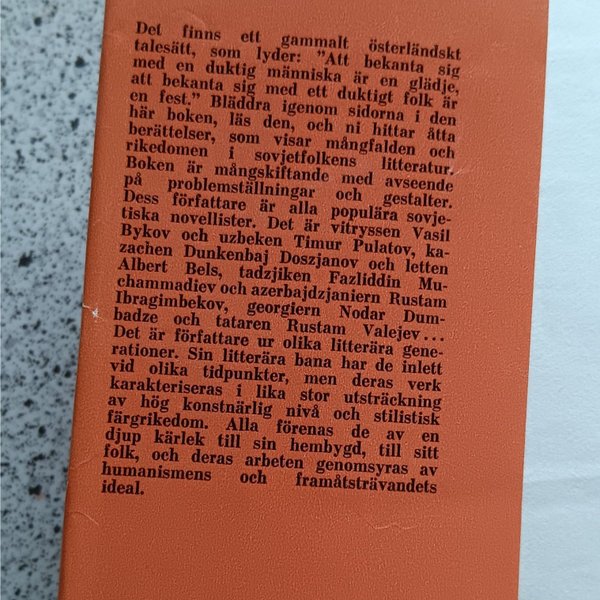 Det finns ett gammalt österländskt
talesätt, som lyder: ”Att bekanta sig
med en duktig människa är en glädje,
att bekanta sig med ett duktigt folk är
en fest.” Bläddra igenom sidorna i den
här boken, läs den, och ni hittar åtta
berättelser, som visar mångfalden och
rikedomen i sovjetfolkens litteratur.
Boken är mångskiftande med avseende
på problemställningar och gestalter.
Dess författare är alla populära sovje-
tiska novellister. Det är vitryssen Vasil
Bykov och uzbeken Timur Pulatov, ka-
zachen Dunkenbaj Doszjanov och letten
Albert Bels, tadzjiken Fazliddin Mu-
chammadiev och azerbajdzjaniern Rustam
Ibragimbekov, georgiern Nodar Dum-
badze och tataren Rustam Valejev...
Det är författare ur olika litterära gene-
rationer. Sin litterära bana har de inlett
vid olika tidpunkter, men deras verk
karakteriseras i lika stor utsträckning
av hög konstnärlig nivå och stilistisk
färgrikedom. Alla förenas de av en
djup kärlek till sin hembygd, till sitt
folk, och deras arbeten genomsyras av
humanismens och framåtsträvandets
ideal.